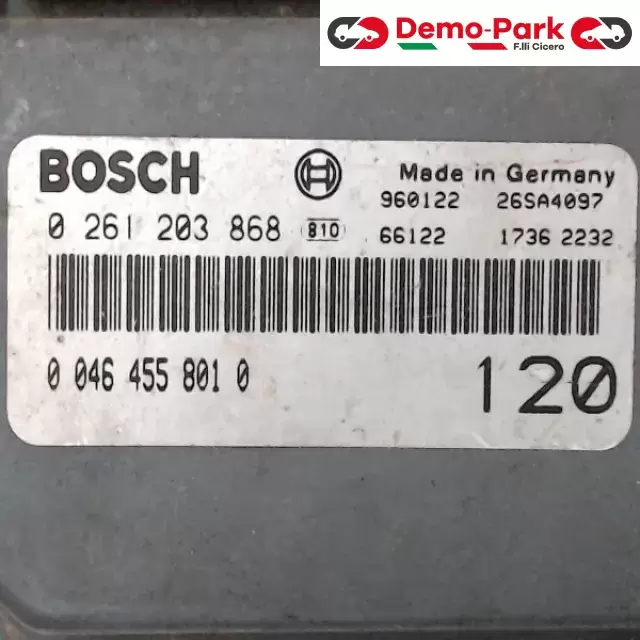 Demo-Park
F.lli Cicero
BOSCH
Made in Germany
960122 26SA4097
0 261 203 868 810 66122 1736 2232
0 046 455 801 0
120